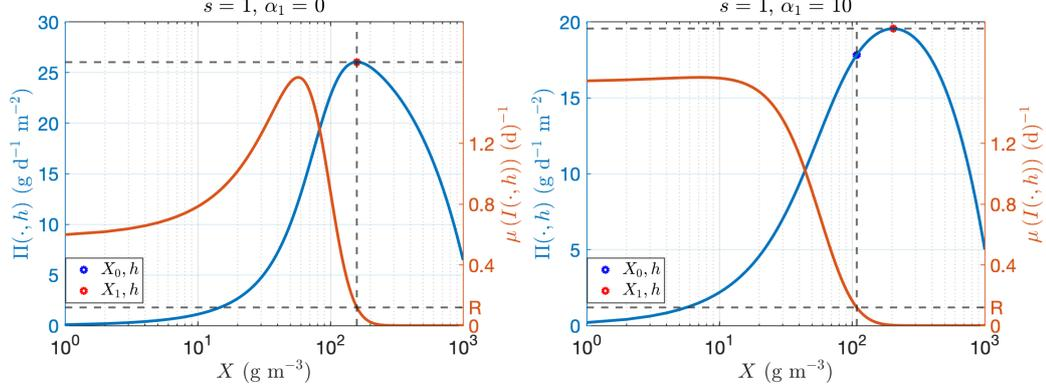 s = 1, α₁ = 0
30
25
20
15
10
5
0
Π(·, h) (g d⁻¹ m⁻²)
1.2
0.8
0.4
R
0
μ (I(·, h)) (d)⁻¹
X₀, h
X₁, h
10⁰ 10¹ 10² 10³
X (g m⁻³)
s = 1, α₁ = 10
20
15
10
5
0
Π(·, h) (g d⁻¹ m⁻²)
1.2
0.8
0.4
R
0
μ (I(·, h)) (d)⁻¹
X₀, h
X₁, h
10⁰ 10¹ 10² 10³
X (g m⁻³)